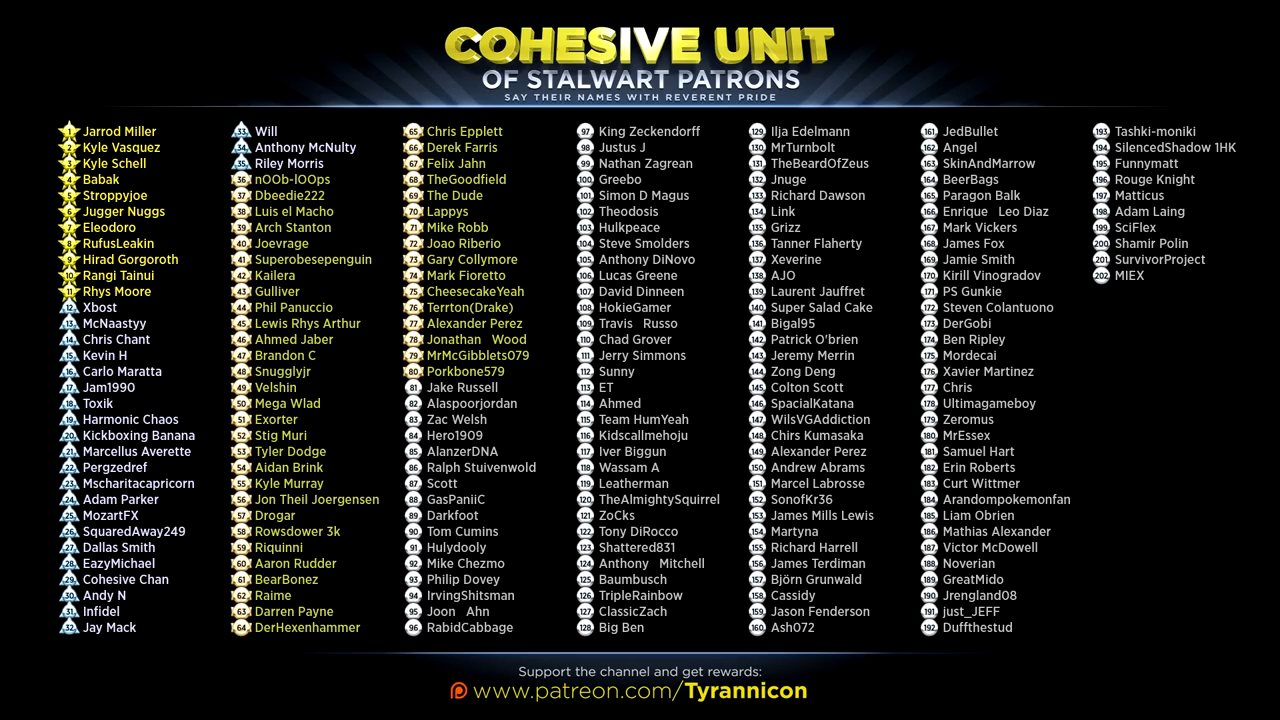 COHESIVE UNIT
OF STALWART PATRONS
SAY THEIR NAMES WITH REVERENT PRIDE
1 Jarrod Miller
2 Kyle Vasquez
3 Kyle Schell
4 Babak
5 Stroppyjoe
6 Jugger Nuggs
7 Eleodoro
8 RufusLeakin
9 Hirad Gorgoroth
10 Rangi Tainui
11 Rhys Moore
12 Xbost
13 McNaastyy
14 Chris Chant
15 Kevin H
16 Carlo Maratta
17 Jam1990
18 Toxik
19 Harmonic Chaos
20 Kickboxing Banana
21 Marcellus Averette
22 Pergzedref
23 Mscharitacapricorn
24 Adam Parker
25 MozartFX
26 SquaredAway249
27 Dallas Smith
28 EazyMichael
29 Cohesive Chan
30 Andy N
31 Infidel
32 Jay Mack
33 Will
34 Anthony McNulty
35 Riley Morris
36 nOOb-lOOps
37 Dbeedie222
38 Luis el Macho
39 Arch Stanton
40 Joevrage
41 Superobesepenguin
42 Kailera
43 Gulliver
44 Phil Panuccio
45 Lewis Rhys Arthur
46 Ahmed Jaber
47 Brandon C
48 Snugglyjr
49 Velshin
50 Mega Wlad
51 Exorter
52 Stig Muri
53 Tyler Dodge
54 Aidan Brink
55 Kyle Murray
56 Jon Theil Joergensen
57 Drogar
58 Rowsdower 3k
59 Riquinni
60 Aaron Rudder
61 BearBonez
62 Raime
63 Darren Payne
64 DerHexenhammer
65 Chris Epplett
66 Derek Farris
67 Felix Jahn
68 TheGoodfield
69 The Dude
70 Lappys
71 Mike Robb
72 Joao Riberio
73 Gary Collymore
74 Mark Fioretto
75 CheesecakeYeah
76 Terrton(Drake)
77 Alexander Perez
78 Jonathan Wood
79 MrMcGibblets079
80 Porkbone579
81 Jake Russell
82 Alaspoorjordan
83 Zac Welsh
84 Hero1909
85 AlanzerDNA
86 Ralph Stuivenwold
87 Scott
88 GasPaniiC
89 Darkfoot
90 Tom Cumins
91 Hulydooly
92 Mike Chezmo
93 Philip Dovey
94 IrvingShitsman
95 Joon Ahn
96 RabidCabbage
97 King Zeckendorff
98 Justus J
99 Nathan Zagrean
100 Greebo
101 Simon D Magus
102 Theodosis
103 Hulkpeace
104 Steve Smolders
105 Anthony DiNovo
106 Lucas Greene
107 David Dinneen
108 HokieGamer
109 Travis Russo
110 Chad Grover
111 Jerry Simmons
112 Sunny
113 ET
114 Ahmed
115 Team HumYeah
116 Kidscallmehoju
117 Iver Biggun
118 Wassam A
119 Leatherman
120 TheAlmightySquirrel
121 ZoCks
122 Tony DiRocco
123 Shattered831
124 Anthony Mitchell
125 Baumbusch
126 TripleRainbow
127 ClassicZach
128 Big Ben
129 Ilja Edelmann
130 MrTurnbolt
131 TheBeardOfZeus
132 Jnuge
133 Richard Dawson
134 Link
135 Grizz
136 Tanner Flaherty
137 Xeverine
138 AJO
139 Laurent Jauffret
140 Super Salad Cake
141 Bigal95
142 Patrick O'brien
143 Jeremy Merrin
144 Zong Deng
145 Colton Scott
146 SpacialKatana
147 WilsVGAddiction
148 Chirs Kumasaka
149 Alexander Perez
150 Andrew Abrams
151 Marcel Labrosse
152 SonofKr36
153 James Mills Lewis
154 Martyna
155 Richard Harrell
156 James Terdiman
157 Björn Grunwald
158 Cassidy
159 Jason Fenderson
160 Ash072
161 JedBullet
162 Angel
163 SkinAndMarrow
164 BeerBags
165 Paragon Balk
166 Enrique Leo Diaz
167 Mark Vickers
168 James Fox
169 Jamie Smith
170 Kirill Vinogradov
171 PS Gunkie
172 Steven Colantuono
173 DerGobi
174 Ben Ripley
175 Mordecai
176 Xavier Martinez
177 Chris
178 Ultimagameboy
179 Zeromus
180 MrEssex
181 Samuel Hart
182 Erin Roberts
183 Curt Wittmer
184 Arandompokemonfan
185 Liam Obrien
186 Mathias Alexander
187 Victor McDowell
188 Noverian
189 GreatMido
190 Jrengland08
191 just_JEFF
192 Duffthestud
193 Tashki-moniki
194 SilencedShadow 1HK
195 Funnymatt
196 Rouge Knight
197 Matticus
198 Adam Laing
199 SciFlex
200 Shamir Polin
201 SurvivorProject
202 MIEX
Support the channel and get rewards:
www.patreon.com/Tyrannicon